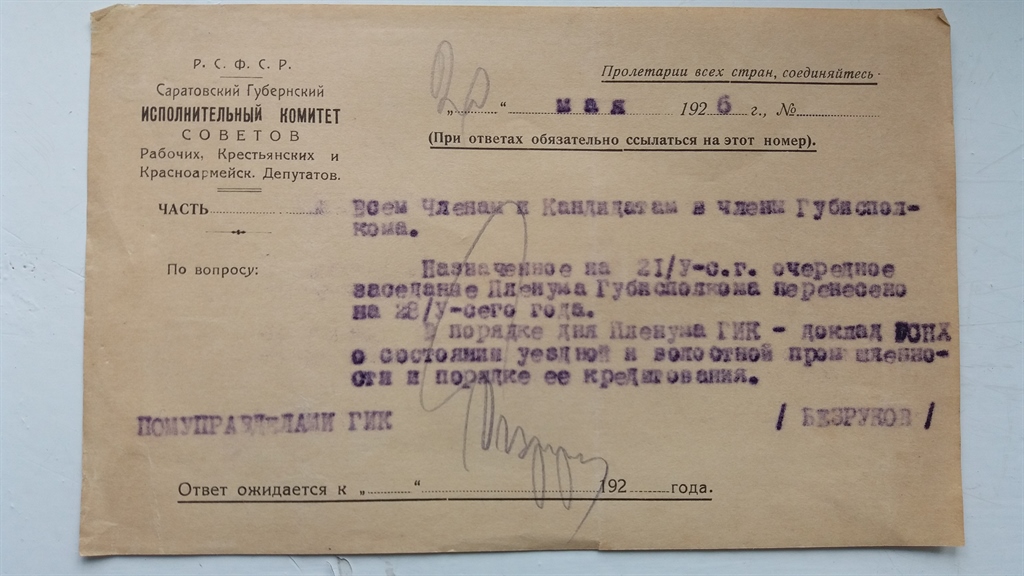 Р. С. Ф. С. Р.
Саратовский Губернский
ИСПОЛНИТЕЛЬНЫЙ КОМИТЕТ
СОВЕТОВ
Рабочих, Крестьянских и
Красноармейск. Депутатов.
ЧАСТЬ
По вопросу:
Пролетарии всех стран, соединяйтесь.
„20“ мая 1926 г., №
(При ответах обязательно ссылаться на этот номер).
Всем Членам и Кандидатам в члены Губиспол-
кома.
Назначенное на 2I/У-с.г. очередное
заседание Пленума Губисполкома перенесено
на 28/У-сего года.
В порядке дня Пленума ГИК - доклад
о состоянии уездной и волостной промышленно-
сти и порядке ее кредитования.
ПОМУПРАВДЕЛАМИ ГИК / БЕЗРУКОВ /
Ответ ожидается к „ “ 192 года.